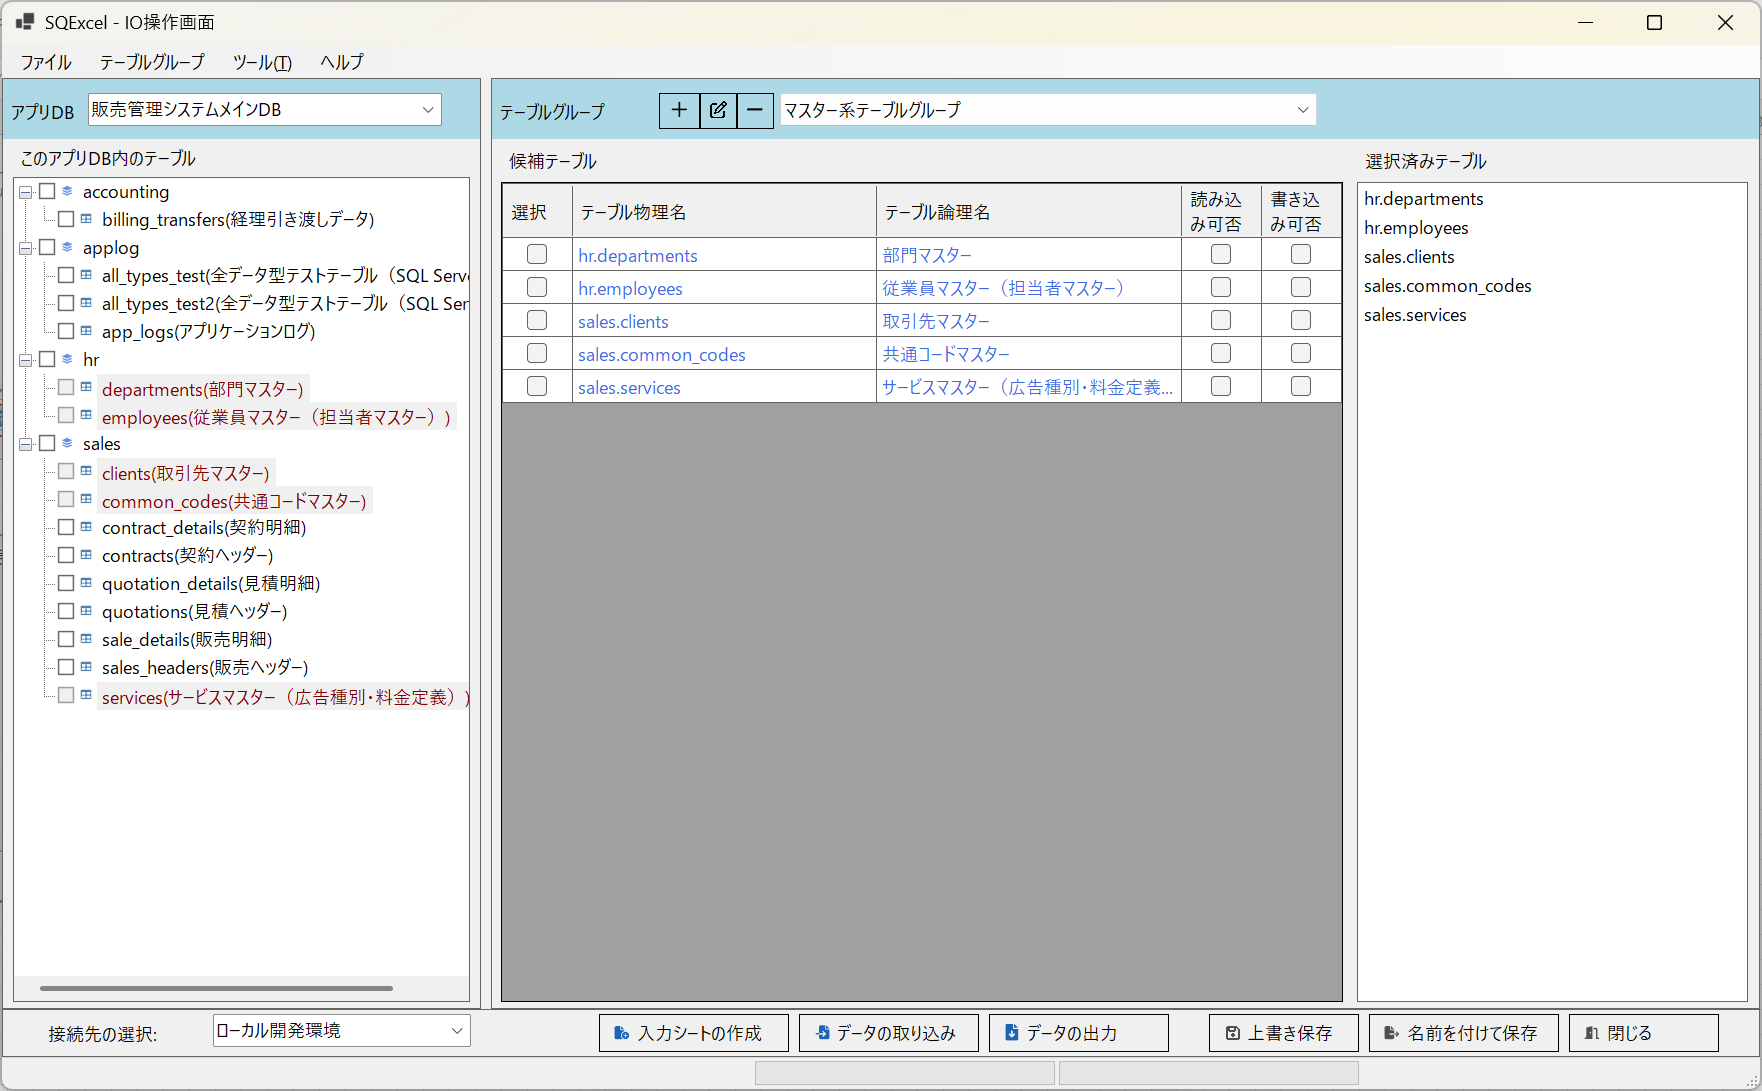 SQExcel - IO操作画面
ファイル テーブルグループ ツール(T) ヘルプ
アプリDB 販売管理システムメインDB
このアプリDB内のテーブル
accounting
billing_transfers(経理引き渡しデータ)
applog
all_types_test(全データ型テストテーブル（SQL Serv
all_types_test2(全データ型テストテーブル（SQL Ser
app_logs(アプリケーションログ)
hr
departments(部門マスター)
employees(従業員マスター（担当者マスター）)
sales
clients(取引先マスター)
common_codes(共通コードマスター)
contract_details(契約明細)
contracts(契約ヘッダー)
quotation_details(見積明細)
quotations(見積ヘッダー)
sale_details(販売明細)
sales_headers(販売ヘッダー)
services(サービスマスター（広告種別・料金定義）)
テーブルグループ マスター系テーブルグループ
候補テーブル
選択 テーブル物理名 テーブル論理名 読み込み可否 書き込み可否
hr.departments 部門マスター
hr.employees 従業員マスター（担当者マスター）
sales.clients 取引先マスター
sales.common_codes 共通コードマスター
sales.services サービスマスター（広告種別・料金定義...
選択済みテーブル
hr.departments
hr.employees
sales.clients
sales.common_codes
sales.services
接続先の選択: ローカル開発環境
入力シートの作成 データの取り込み データの出力 上書き保存 名前を付けて保存 閉じる